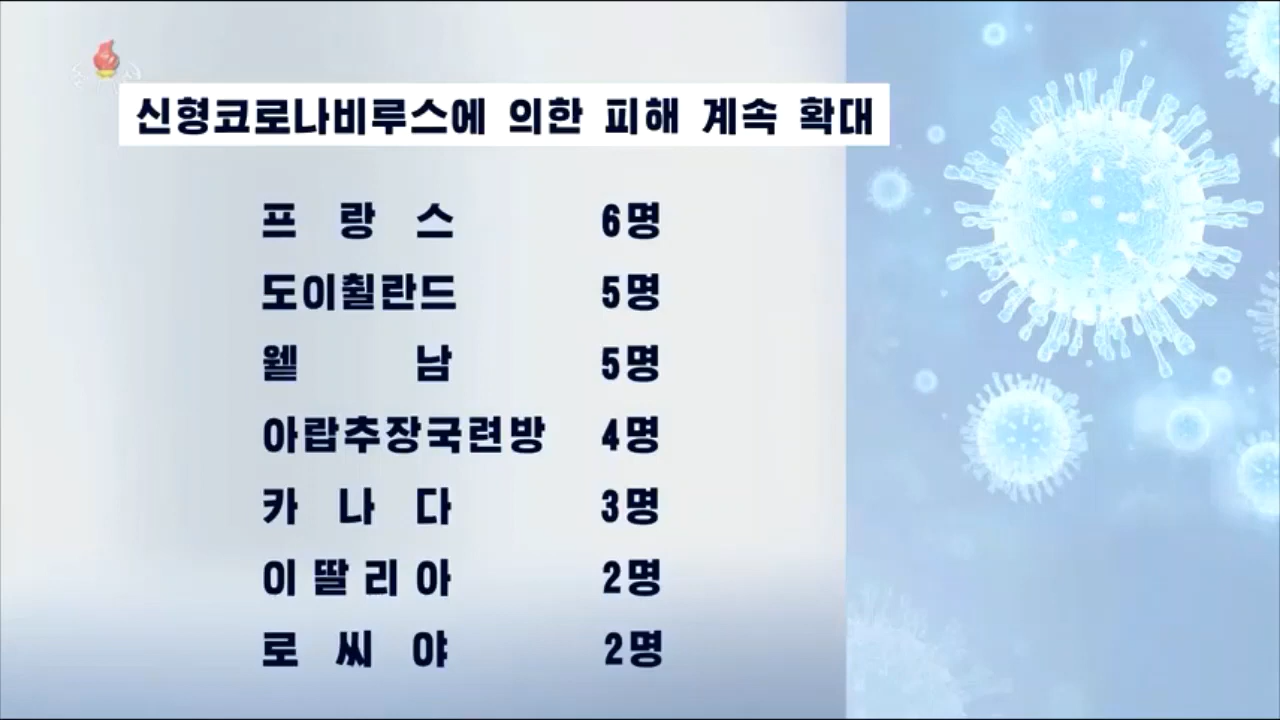 신형코로나비루스에 의한 피해 계속 확대
프랑스 6명
도이췰란드 5명
웰남 5명
아랍추장국련방 4명
카나다 3명
이딸리아 2명
로씨야 2명